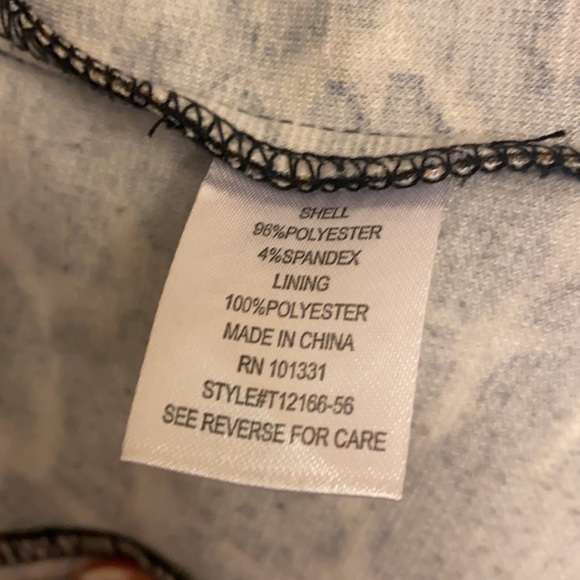 SHELL
96%POLYESTER
4%SPANDEX
LINING
100%POLYESTER
MADE IN CHINA
RN 101331
STYLE#T12166-56
SEE REVERSE FOR CARE